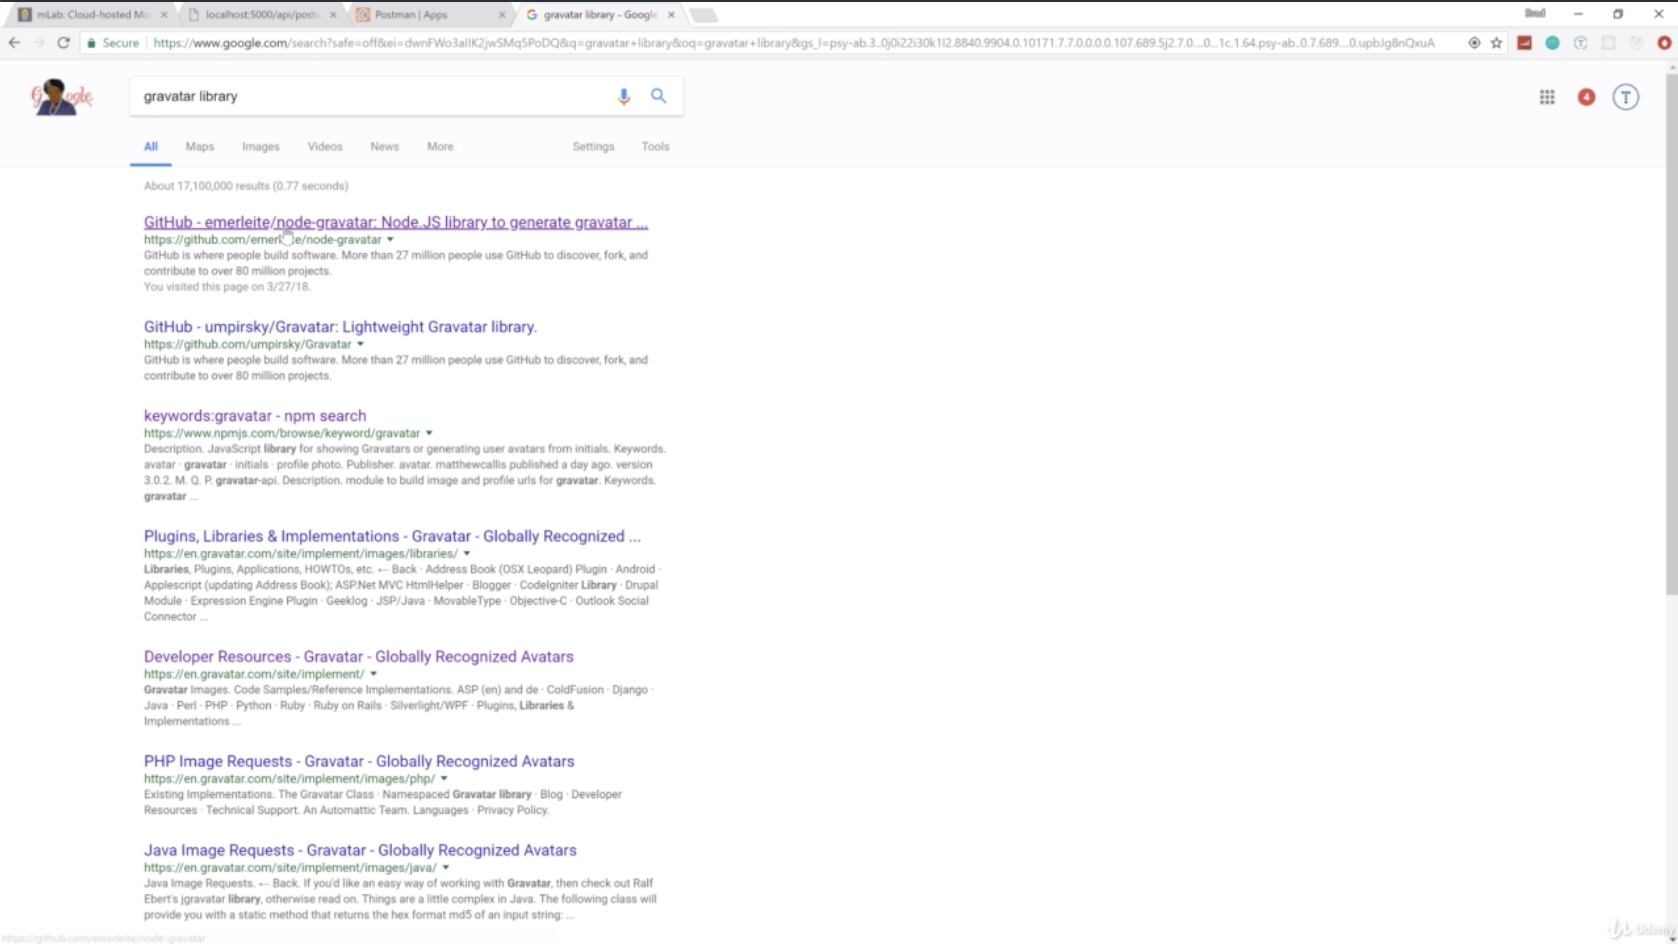 mLab: Cloud-hosted Mo
localhost:5000/api/posts
Postman | Apps
gravatar library - Google
Brad
Secure
https://www.google.com/search?safe=off&ei=dwnFWo3aIIK2jwSMq5PoDQ&q=gravatar+library&oq=gravatar+library&gs_l=psy-ab.3..0j0i22i30k1l2.8840.9904.0.10171.7.7.0.0.0.0.107.689.5j2.7.0....0...1c.1.64.psy-ab..0.7.689....0.upbJg8nQxuA
gravatar library
4
T
All Maps Images Videos News More Settings Tools
About 17,100,000 results (0.77 seconds)
GitHub - emerleite/node-gravatar: Node.JS library to generate gravatar ...
https://github.com/emerleite/node-gravatar
GitHub is where people build software. More than 27 million people use GitHub to discover, fork, and
contribute to over 80 million projects.
You visited this page on 3/27/18.
GitHub - umpirsky/Gravatar: Lightweight Gravatar library.
https://github.com/umpirsky/Gravatar
GitHub is where people build software. More than 27 million people use GitHub to discover, fork, and
contribute to over 80 million projects.
keywords:gravatar - npm search
https://www.npmjs.com/browse/keyword/gravatar
Description. JavaScript library for showing Gravatars or generating user avatars from initials. Keywords.
avatar · gravatar · initials · profile photo. Publisher. avatar. matthewcallis published a day ago. version
3.0.2. M. Q. P. gravatar-api. Description. module to build image and profile urls for gravatar. Keywords.
gravatar ...
Plugins, Libraries & Implementations - Gravatar - Globally Recognized ...
https://en.gravatar.com/site/implement/images/libraries/
Libraries, Plugins, Applications, HOWTOs, etc. ← Back · Address Book (OSX Leopard) Plugin · Android ·
Applescript (updating Address Book); ASP.Net MVC HtmlHelper · Blogger · CodeIgniter Library · Drupal
Module · Expression Engine Plugin · Geeklog · JSP/Java · MovableType · Objective-C · Outlook Social
Connector ...
Developer Resources - Gravatar - Globally Recognized Avatars
https://en.gravatar.com/site/implement/
Gravatar Images. Code Samples/Reference Implementations. ASP (en) and de · ColdFusion · Django ·
Java · Perl · PHP · Python · Ruby · Ruby on Rails · Silverlight/WPF · Plugins, Libraries &
Implementations ...
PHP Image Requests - Gravatar - Globally Recognized Avatars
https://en.gravatar.com/site/implement/images/php/
Existing Implementations. The Gravatar Class · Namespaced Gravatar library · Blog · Developer
Resources · Technical Support. An Automattic Team. Languages · Privacy Policy.
Java Image Requests - Gravatar - Globally Recognized Avatars
https://en.gravatar.com/site/implement/images/java/
Java Image Requests. ← Back. If you'd like an easy way of working with Gravatar, then check out Ralf
Ebert's jgravatar library, otherwise read on. Things are a little complex in Java. The following class will
provide you with a static method that returns the hex format md5 of an input string: ...
https://github.com/emerleite/node-gravatar
Udemy